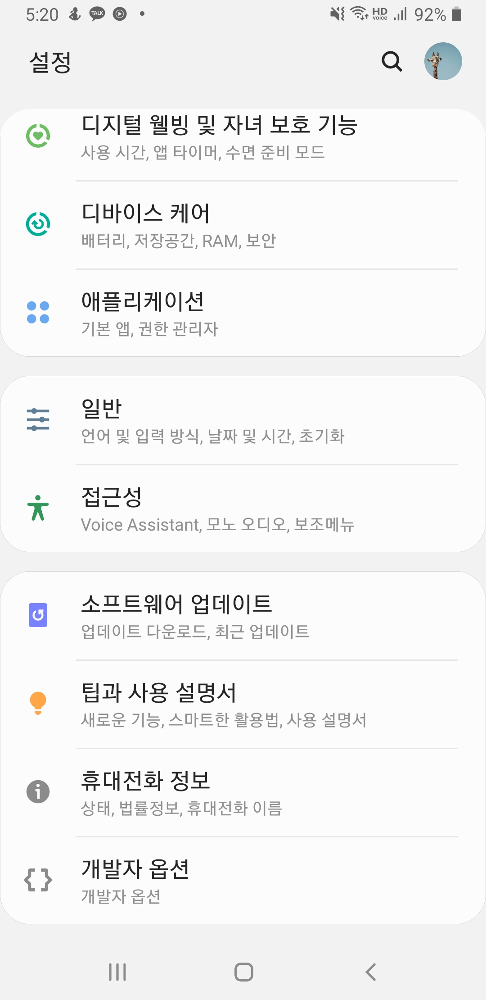 5:20 TALK HD voice 92%
설정
디지털 웰빙 및 자녀 보호 기능
사용 시간, 앱 타이머, 수면 준비 모드
디바이스 케어
배터리, 저장공간, RAM, 보안
애플리케이션
기본 앱, 권한 관리자
일반
언어 및 입력 방식, 날짜 및 시간, 초기화
접근성
Voice Assistant, 모노 오디오, 보조메뉴
소프트웨어 업데이트
업데이트 다운로드, 최근 업데이트
팁과 사용 설명서
새로운 기능, 스마트한 활용법, 사용 설명서
휴대전화 정보
상태, 법률정보, 휴대전화 이름
개발자 옵션
개발자 옵션